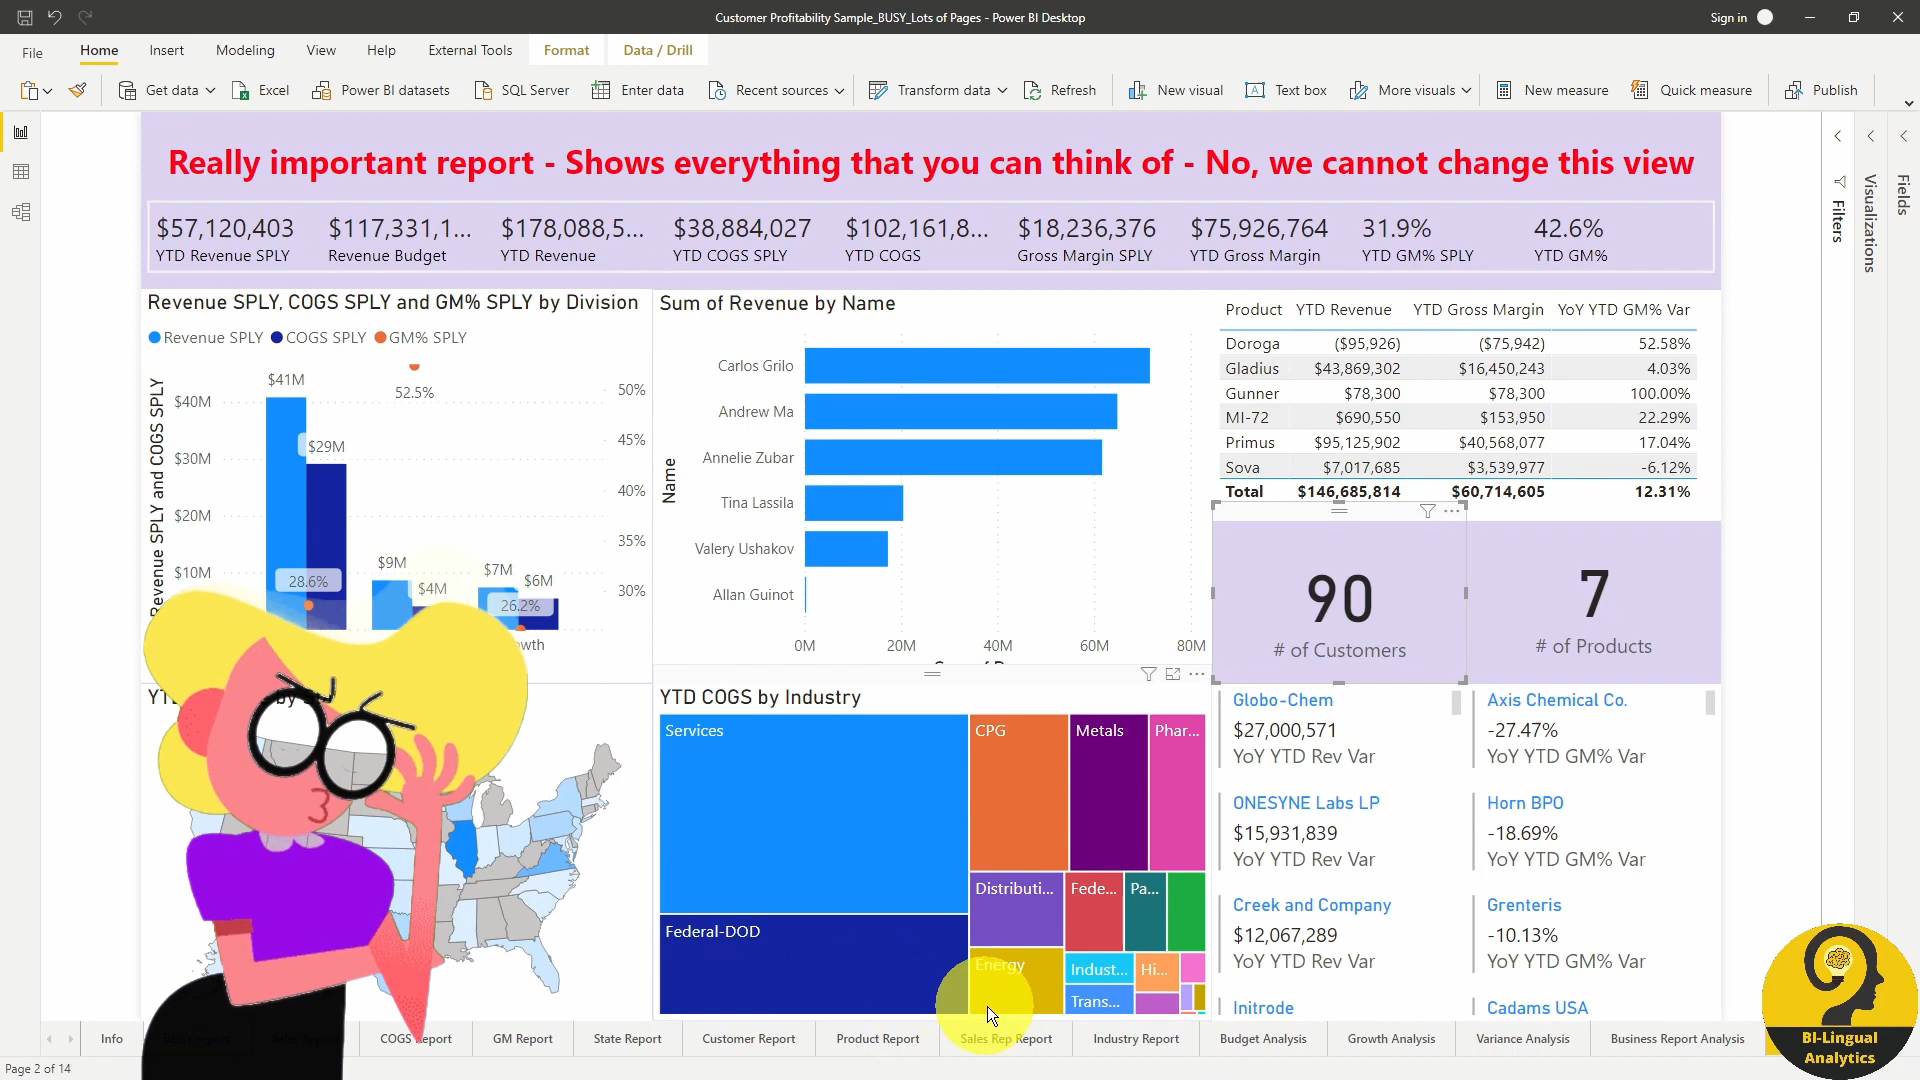 Customer Profitability Sample_BUSY_Lots of Pages - Power BI Desktop
Sign in
File
Home
Insert
Modeling
View
Help
External Tools
Format
Data / Drill
Get data
Excel
Power BI datasets
SQL Server
Enter data
Recent sources
Transform data
Refresh
New visual
Text box
More visuals
New measure
Quick measure
Publish
Really important report - Shows everything that you can think of - No, we cannot change this view
$57,120,403
YTD Revenue SPLY
$117,331,1...
Revenue Budget
$178,088,5...
YTD Revenue
$38,884,027
YTD COGS SPLY
$102,161,8...
YTD COGS
$18,236,376
Gross Margin SPLY
$75,926,764
YTD Gross Margin
31.9%
YTD GM% SPLY
42.6%
YTD GM%
Filters
Visualizations
Fields
Revenue SPLY, COGS SPLY and GM% SPLY by Division
Revenue SPLY COGS SPLY GM% SPLY
Revenue SPLY and COGS SPLY
$40M
$30M
$20M
$10M
$41M
$29M
28.6%
52.5%
$9M
$4M
$7M
$6M
26.2%
50%
45%
40%
35%
30%
wth
Sum of Revenue by Name
Name
Carlos Grilo
Andrew Ma
Annelie Zubar
Tina Lassila
Valery Ushakov
Allan Guinot
0M 20M 40M 60M 80M
Product YTD Revenue YTD Gross Margin YoY YTD GM% Var
Doroga ($95,926) ($75,942) 52.58%
Gladius $43,869,302 $16,450,243 4.03%
Gunner $78,300 $78,300 100.00%
MI-72 $690,550 $153,950 22.29%
Primus $95,125,902 $40,568,077 17.04%
Sova $7,017,685 $3,539,977 -6.12%
Total $146,685,814 $60,714,605 12.31%
90
# of Customers
7
# of Products
YT
by S
YTD COGS by Industry
Services
Federal-DOD
CPG
Metals
Phar...
Distributi...
Fede...
Pa...
Energy
Indust...
Hi...
Trans...
Globo-Chem
$27,000,571
YoY YTD Rev Var
ONESYNE Labs LP
$15,931,839
YoY YTD Rev Var
Creek and Company
$12,067,289
YoY YTD Rev Var
Initrode
Axis Chemical Co.
-27.47%
YoY YTD GM% Var
Horn BPO
-18.69%
YoY YTD GM% Var
Grenteris
-10.13%
YoY YTD GM% Var
Cadams USA
Info
COGS Report
GM Report
State Report
Customer Report
Product Report
Sales Rep Report
Industry Report
Budget Analysis
Growth Analysis
Variance Analysis
Business Report Analysis
Page 2 of 14
BI-Lingual
Analytics